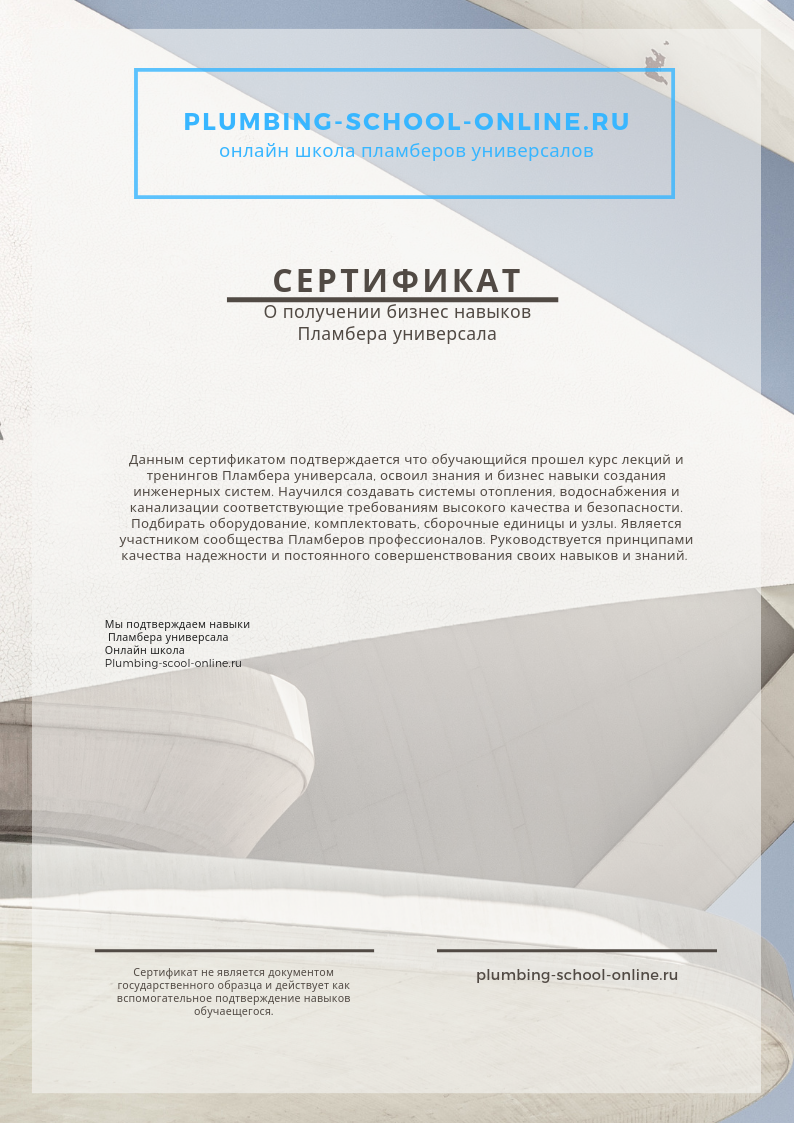 PLUMBING-SCHOOL-ONLINE.RU
онлайн школа пламберов универсалов
СЕРТИФИКАТ
О получении бизнес навыков
Пламбера универсала
Данным сертификатом подтверждается что обучающийся прошел курс лекций и
тренингов Пламбера универсала, освоил знания и бизнес навыки создания
инженерных систем. Научился создавать системы отопления, водоснабжения и
канализации соответствующие требованиям высокого качества и безопасности.
Подбирать оборудование, комплектовать, сборочные единицы и узлы. Является
участником сообщества Пламберов профессионалов. Руководствуется принципами
качества надежности и постоянного совершенствования своих навыков и знаний.
Мы подтверждаем навыки
Пламбера универсала
Онлайн школа
Plumbing-scool-online.ru
Сертификат не является документом
государственного образца и действует как
вспомогательное подтверждение навыков
обучаещегося.
plumbing-school-online.ru